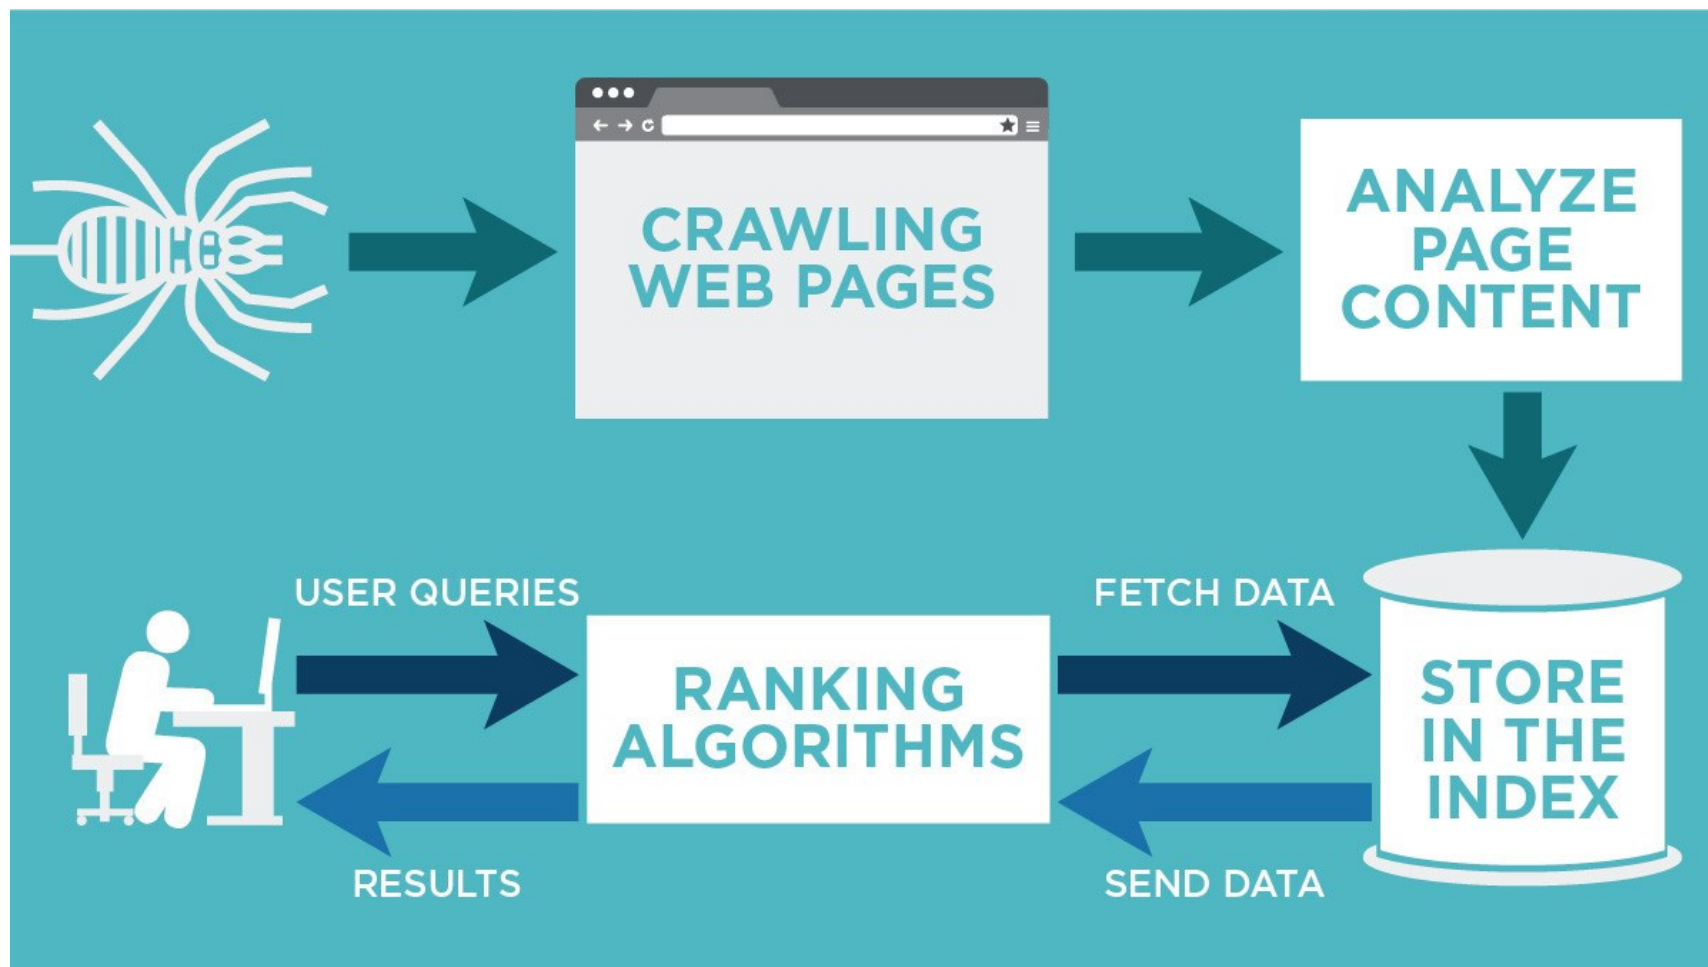 CRAWLING
WEB PAGES
ANALYZE
PAGE
CONTENT
USER QUERIES
FETCH DATA
RANKING
ALGORITHMS
STORE
IN THE
INDEX
RESULTS
SEND DATA